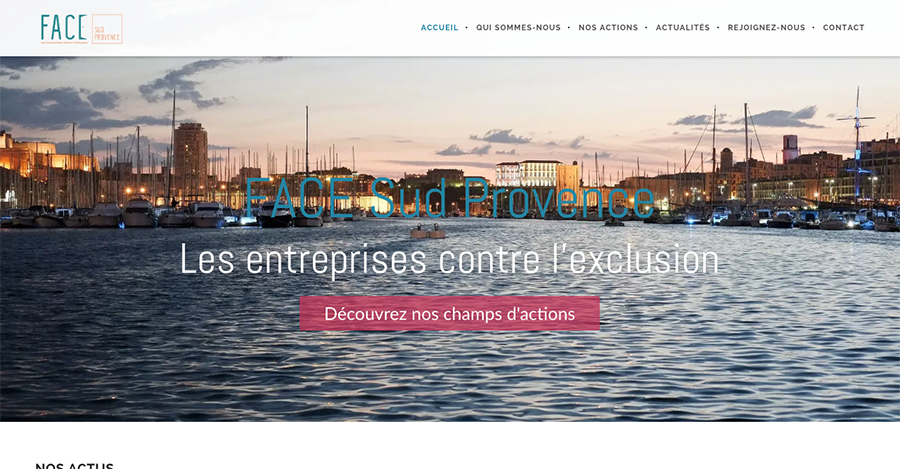 FACE
SUD
PROVENCE
ACCUEIL • QUI SOMMES-NOUS • NOS ACTIONS • ACTUALITÉS • REJOIGNEZ-NOUS • CONTACT
FACE Sud Provence
Les entreprises contre l'exclusion
Découvrez nos champs d'actions
NOS ACTUS